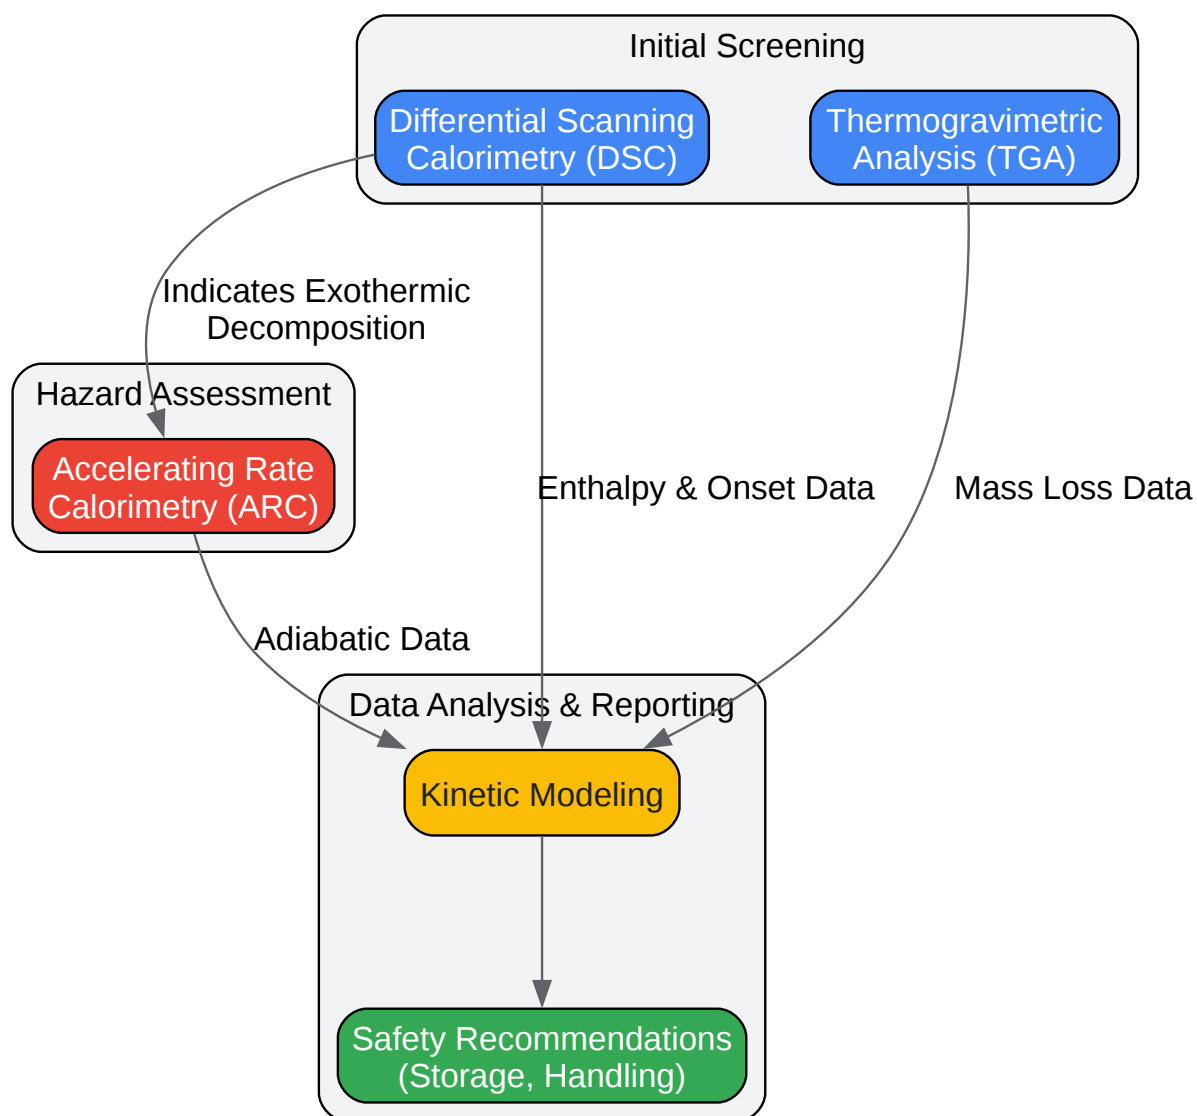 Initial Screening
Differential Scanning
Calorimetry (DSC)
Thermogravimetric
Analysis (TGA)
Indicates Exothermic
Decomposition
Hazard Assessment
Accelerating Rate
Calorimetry (ARC)
Enthalpy & Onset Data
Mass Loss Data
Adiabatic Data
Data Analysis & Reporting
Kinetic Modeling
Safety Recommendations
(Storage, Handling)